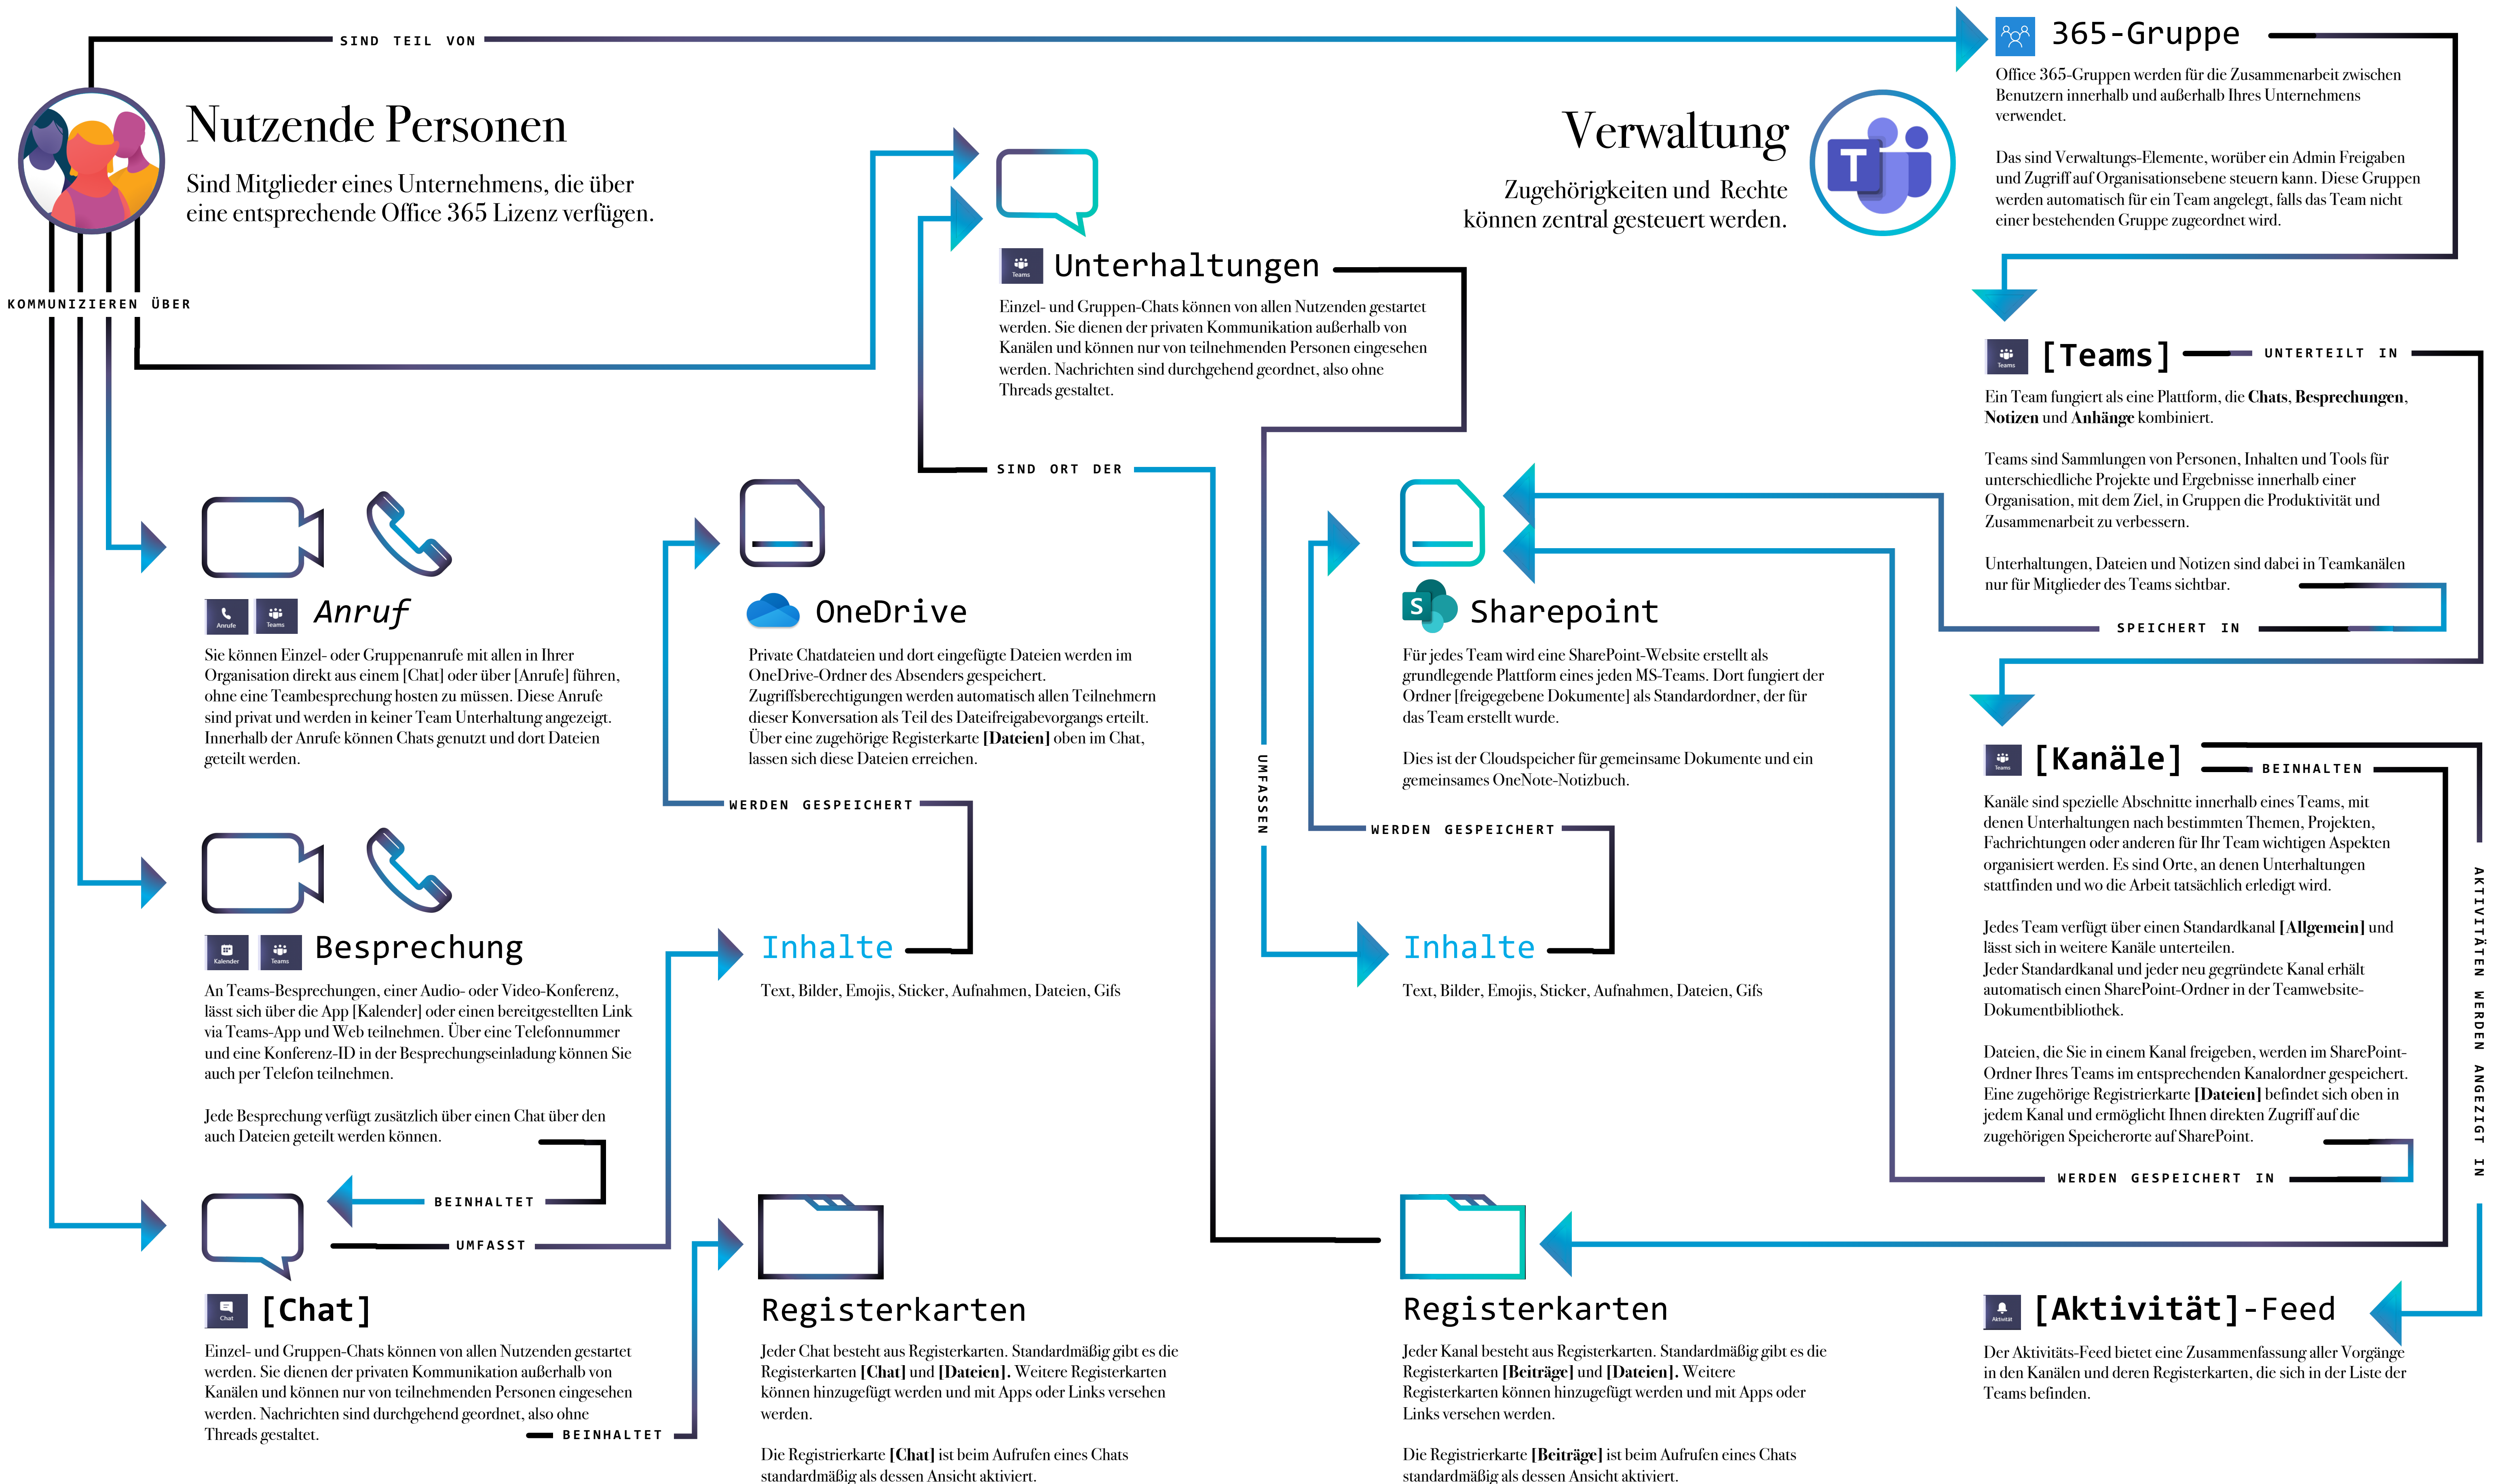 SIND TEIL VON
Nutzende Personen
Sind Mitglieder eines Unternehmens, die über
eine entsprechende Office 365 Lizenz verfügen.
KOMMUNIZIEREN ÜBER
Teams
Unterhaltungen
Einzel- und Gruppen-Chats können von allen Nutzenden gestartet
werden. Sie dienen der privaten Kommunikation außerhalb von
Kanälen und können nur von teilnehmenden Personen eingesehen
werden. Nachrichten sind durchgehend geordnet, also ohne
Threads gestaltet.
SIND ORT DER
Verwaltung
Zugehörigkeiten und Rechte
können zentral gesteuert werden.
T
365-Gruppe
Office 365-Gruppen werden für die Zusammenarbeit zwischen
Benutzern innerhalb und außerhalb Ihres Unternehmens
verwendet.
Das sind Verwaltungs-Elemente, worüber ein Admin Freigaben
und Zugriff auf Organisationsebene steuern kann. Diese Gruppen
werden automatisch für ein Team angelegt, falls das Team nicht
einer bestehenden Gruppe zugeordnet wird.
Teams
[Teams]
UNTERTEILT IN
Ein Team fungiert als eine Plattform, die Chats, Besprechungen,
Notizen und Anhänge kombiniert.
Teams sind Sammlungen von Personen, Inhalten und Tools für
unterschiedliche Projekte und Ergebnisse innerhalb einer
Organisation, mit dem Ziel, in Gruppen die Produktivität und
Zusammenarbeit zu verbessern.
Unterhaltungen, Dateien und Notizen sind dabei in Teamkanälen
nur für Mitglieder des Teams sichtbar.
SPEICHERT IN
Anrufe
Teams
Anruf
Sie können Einzel- oder Gruppenanrufe mit allen in Ihrer
Organisation direkt aus einem [Chat] oder über [Anrufe] führen,
ohne eine Teambesprechung hosten zu müssen. Diese Anrufe
sind privat und werden in keiner Team Unterhaltung angezeigt.
Innerhalb der Anrufe können Chats genutzt und dort Dateien
geteilt werden.
OneDrive
Private Chatdateien und dort eingefügte Dateien werden im
OneDrive-Ordner des Absenders gespeichert.
Zugriffsberechtigungen werden automatisch allen Teilnehmern
dieser Konversation als Teil des Dateifreigabevorgangs erteilt.
Über eine zugehörige Registerkarte [Dateien] oben im Chat,
lassen sich diese Dateien erreichen.
WERDEN GESPEICHERT
UMFASSEN
S
Sharepoint
Für jedes Team wird eine SharePoint-Website erstellt als
grundlegende Plattform eines jeden MS-Teams. Dort fungiert der
Ordner [freigegebene Dokumente] als Standardordner, der für
das Team erstellt wurde.
Dies ist der Cloudspeicher für gemeinsame Dokumente und ein
gemeinsames OneNote-Notizbuch.
WERDEN GESPEICHERT
Teams
[Kanäle]
BEINHALTEN
Kanäle sind spezielle Abschnitte innerhalb eines Teams, mit
denen Unterhaltungen nach bestimmten Themen, Projekten,
Fachrichtungen oder anderen für Ihr Team wichtigen Aspekten
organisiert werden. Es sind Orte, an denen Unterhaltungen
stattfinden und wo die Arbeit tatsächlich erledigt wird.
Jedes Team verfügt über einen Standardkanal [Allgemein] und
lässt sich in weitere Kanäle unterteilen.
Jeder Standardkanal und jeder neu gegründete Kanal erhält
automatisch einen SharePoint-Ordner in der Teamwebsite-
Dokumentbibliothek.
Dateien, die Sie in einem Kanal freigeben, werden im SharePoint-
Ordner Ihres Teams im entsprechenden Kanalordner gespeichert.
Eine zugehörige Registrierkarte [Dateien] befindet sich oben in
jedem Kanal und ermöglicht Ihnen direkten Zugriff auf die
zugehörigen Speicherorte auf SharePoint.
WERDEN GESPEICHERT IN
AKTIVITÄTEN WERDEN ANGEZIGT IN
Kalender
Teams
Besprechung
An Teams-Besprechungen, einer Audio- oder Video-Konferenz,
lässt sich über die App [Kalender] oder einen bereitgestellten Link
via Teams-App und Web teilnehmen. Über eine Telefonnummer
und eine Konferenz-ID in der Besprechungseinladung können Sie
auch per Telefon teilnehmen.
Jede Besprechung verfügt zusätzlich über einen Chat über den
auch Dateien geteilt werden können.
BEINHALTET
UMFASST
Inhalte
Text, Bilder, Emojis, Sticker, Aufnahmen, Dateien, Gifs
Inhalte
Text, Bilder, Emojis, Sticker, Aufnahmen, Dateien, Gifs
Chat
[Chat]
Einzel- und Gruppen-Chats können von allen Nutzenden gestartet
werden. Sie dienen der privaten Kommunikation außerhalb von
Kanälen und können nur von teilnehmenden Personen eingesehen
werden. Nachrichten sind durchgehend geordnet, also ohne
Threads gestaltet.
BEINHALTET
Registerkarten
Jeder Chat besteht aus Registerkarten. Standardmäßig gibt es die
Registerkarten [Chat] und [Dateien]. Weitere Registerkarten
können hinzugefügt werden und mit Apps oder Links versehen
werden.
Die Registrierkarte [Chat] ist beim Aufrufen eines Chats
standardmäßig als dessen Ansicht aktiviert.
Registerkarten
Jeder Kanal besteht aus Registerkarten. Standardmäßig gibt es die
Registerkarten [Beiträge] und [Dateien]. Weitere
Registerkarten können hinzugefügt werden und mit Apps oder
Links versehen werden.
Die Registrierkarte [Beiträge] ist beim Aufrufen eines Chats
standardmäßig als dessen Ansicht aktiviert.
Aktivität
[Aktivität]-Feed
Der Aktivitäts-Feed bietet eine Zusammenfassung aller Vorgänge
in den Kanälen und deren Registerkarten, die sich in der Liste der
Teams befinden.